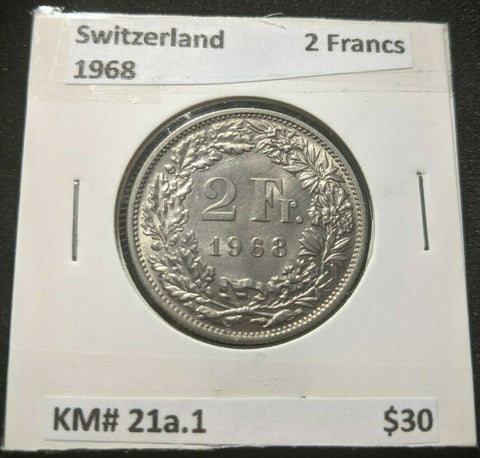 Switzerland 2 Francs
1968
2 Fr.
1968
KM# 21a.1 $30